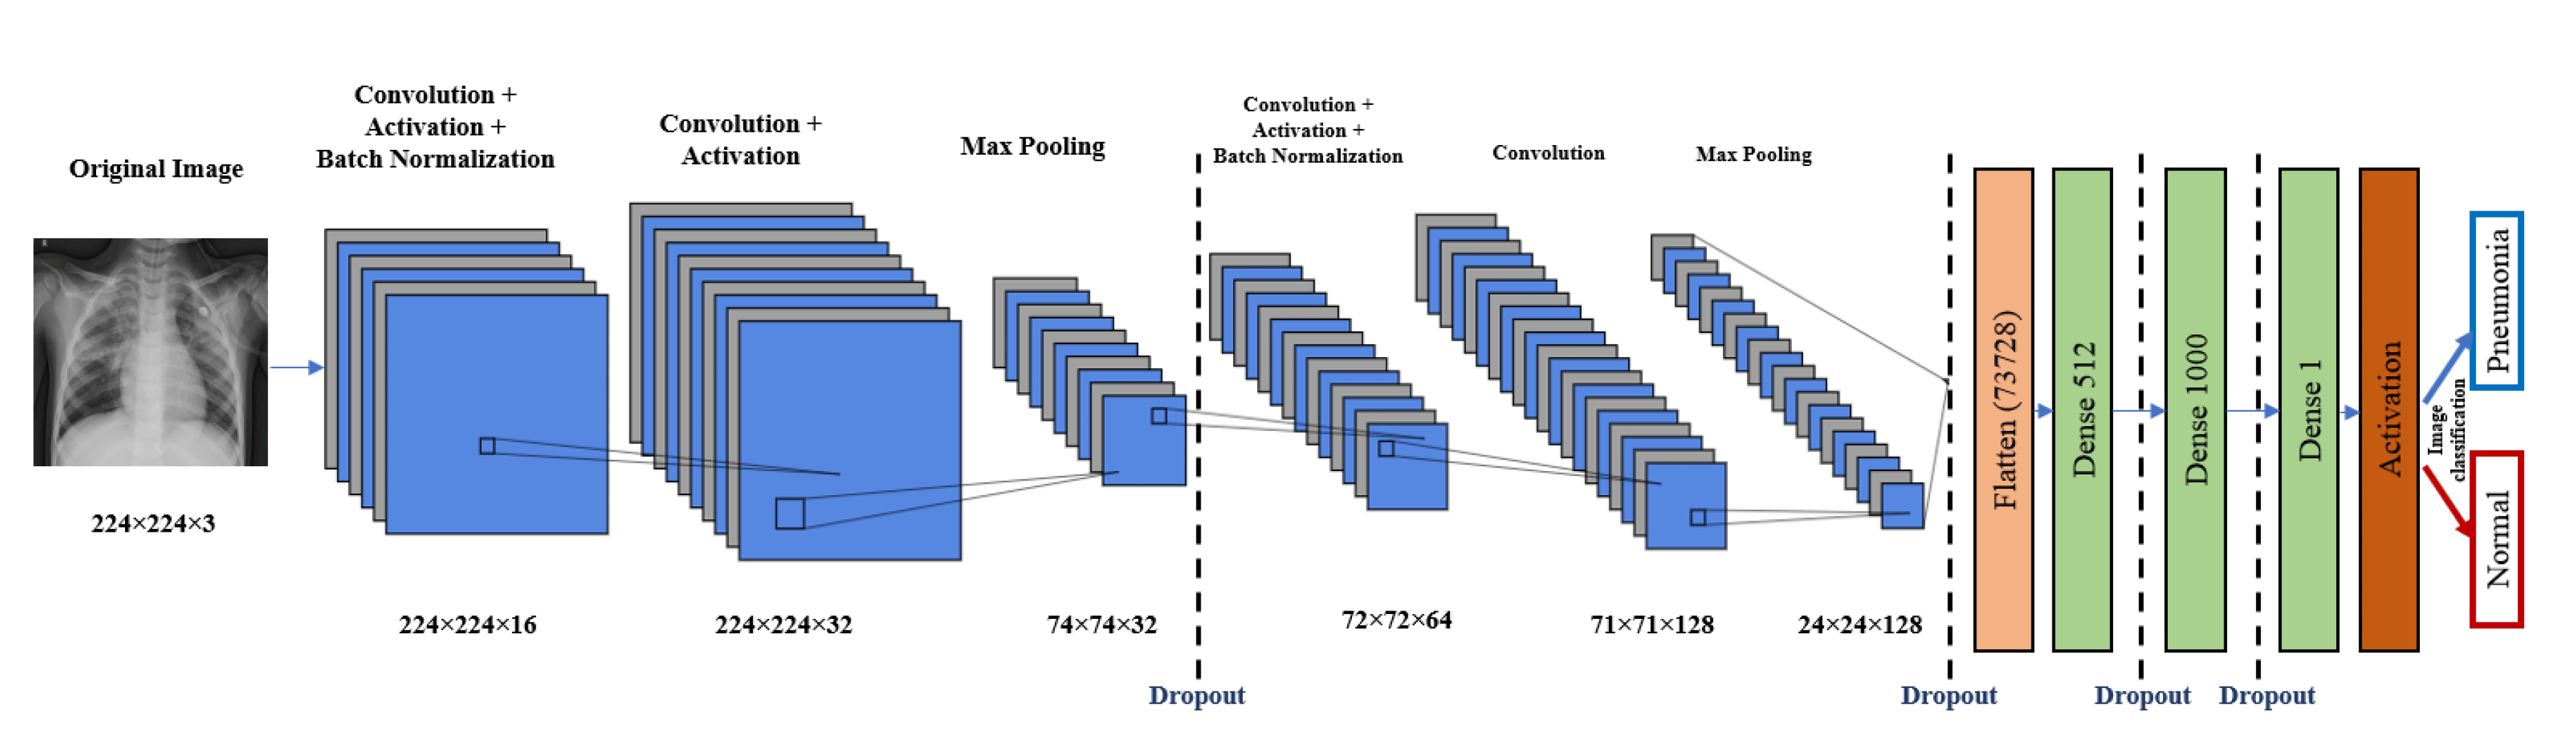 Original Image
224×224×3
Convolution +
Activation +
Batch Normalization
224×224×16
Convolution +
Activation
224×224×32
Max Pooling
74×74×32
Dropout
Convolution +
Activation +
Batch Normalization
72×72×64
Convolution
71×71×128
Max Pooling
24×24×128
Dropout
Flatten (73728)
Dense 512
Dropout
Dense 1000
Dropout
Dense 1
Activation
Image
classification
Pneumonia
Normal
R